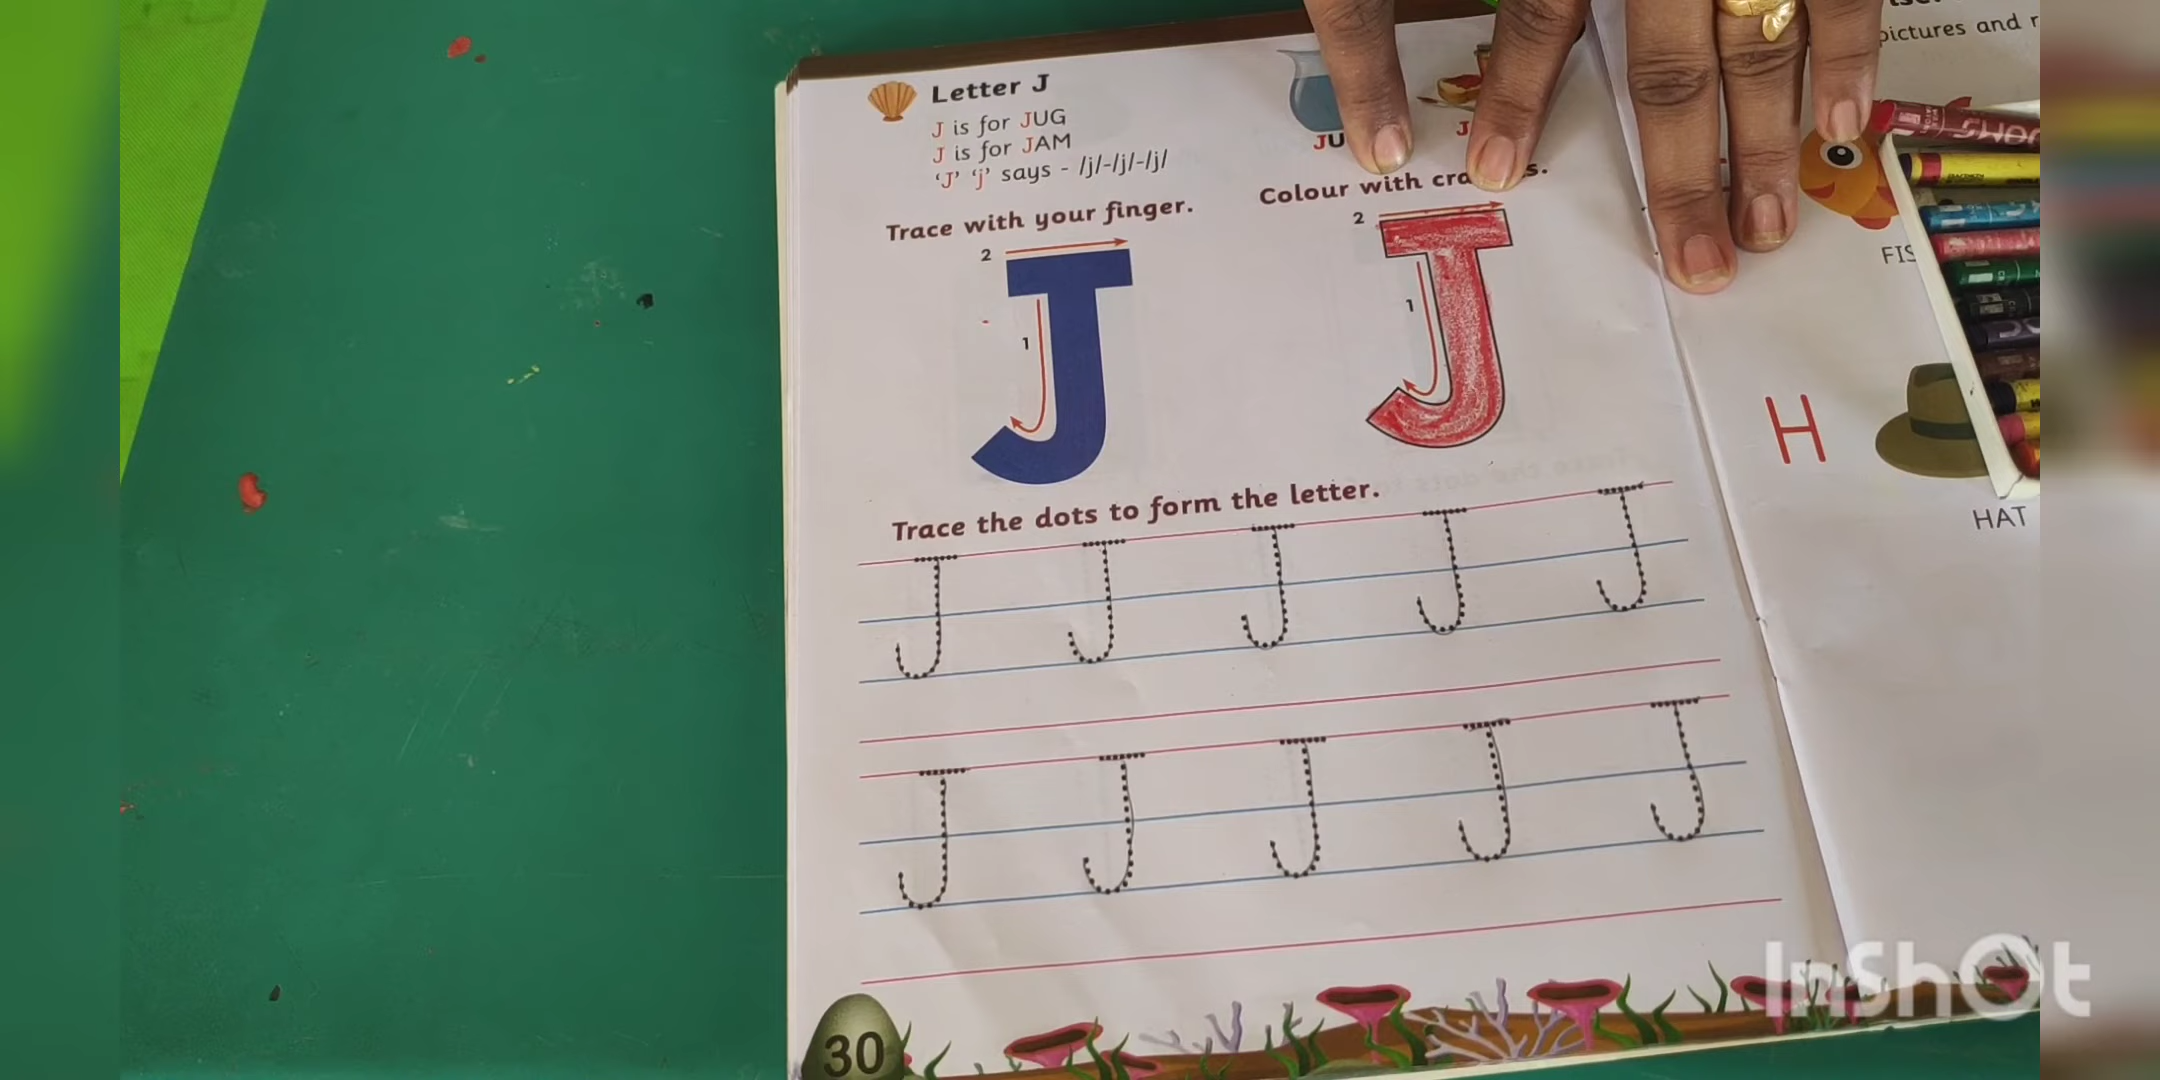 Letter J
J is for JUG
J is for JAM
‘J’ ‘j’ says - /j/-/j/-/j/
Trace with your finger.
2
1
JU
J
Colour with cra s.
2
1
Trace the dots to form the letter.
J J J J J
J J J J J
30
pictures and r
FIS
H
HAT
InShOt